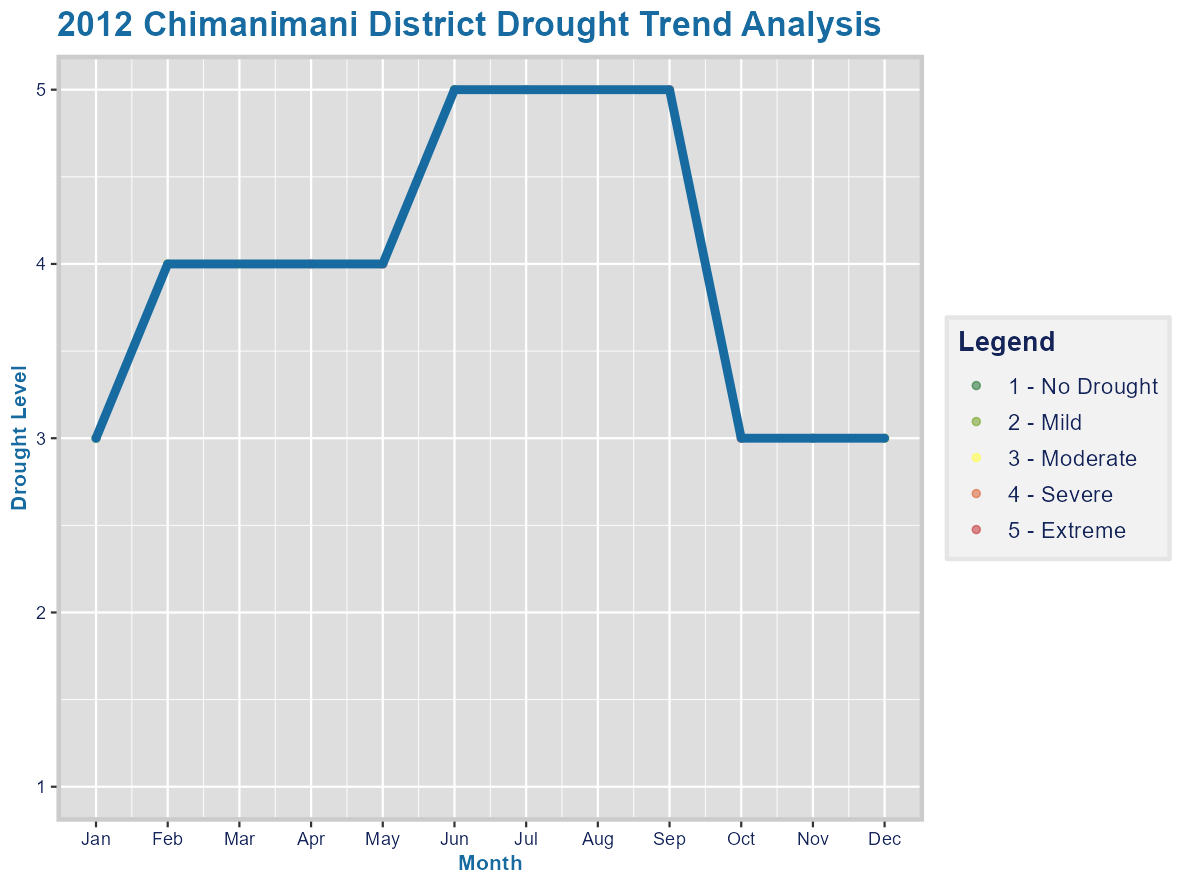 2012 Chimanimani District Drought Trend Analysis
Drought Level
5
4
3
2
1
Jan Feb Mar Apr May Jun Jul Aug Sep Oct Nov Dec
Month
Legend
1 - No Drought
2 - Mild
3 - Moderate
4 - Severe
5 - Extreme